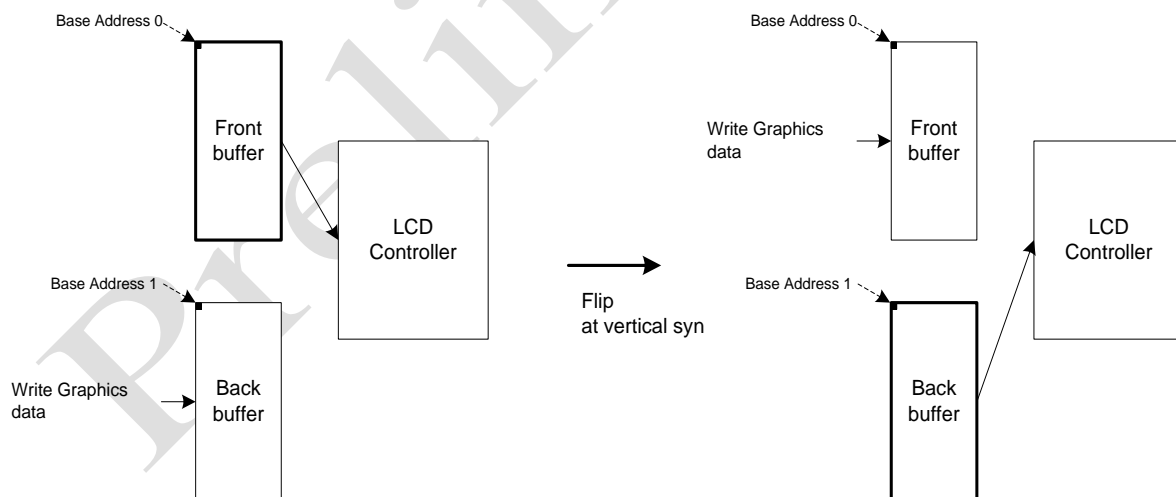 Base Address 0
Front
buffer
LCD
Controller
Base Address 1
Write Graphics
data
Back
buffer
Flip
at vertical syn
Base Address 0
Write Graphics
data
Front
buffer
LCD
Controller
Base Address 1
Back
buffer
Prelin